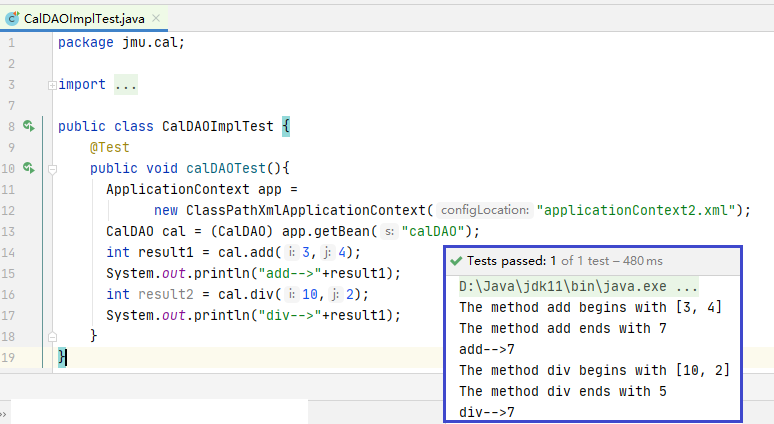 CalDAOImplTest.java ×
1 package jmu.cal;
2
3 import ...
7
8 public class CalDAOImplTest {
9 @Test
10 public void calDAOTest(){
11 ApplicationContext app =
12 new ClassPathXmlApplicationContext( configLocation: "applicationContext2.xml");
13 CalDAO cal = (CalDAO) app.getBean( s: "calDAO");
14 int result1 = cal.add( i: 3, j: 4);
15 System.out.println("add-->"+result1);
16 int result2 = cal.div( i: 10, j: 2);
17 System.out.println("div-->"+result1);
18 }
19 }
Tests passed: 1 of 1 test – 480 ms
D:\Java\jdk11\bin\java.exe ...
The method add begins with [3, 4]
The method add ends with 7
add-->7
The method div begins with [10, 2]
The method div ends with 5
div-->7